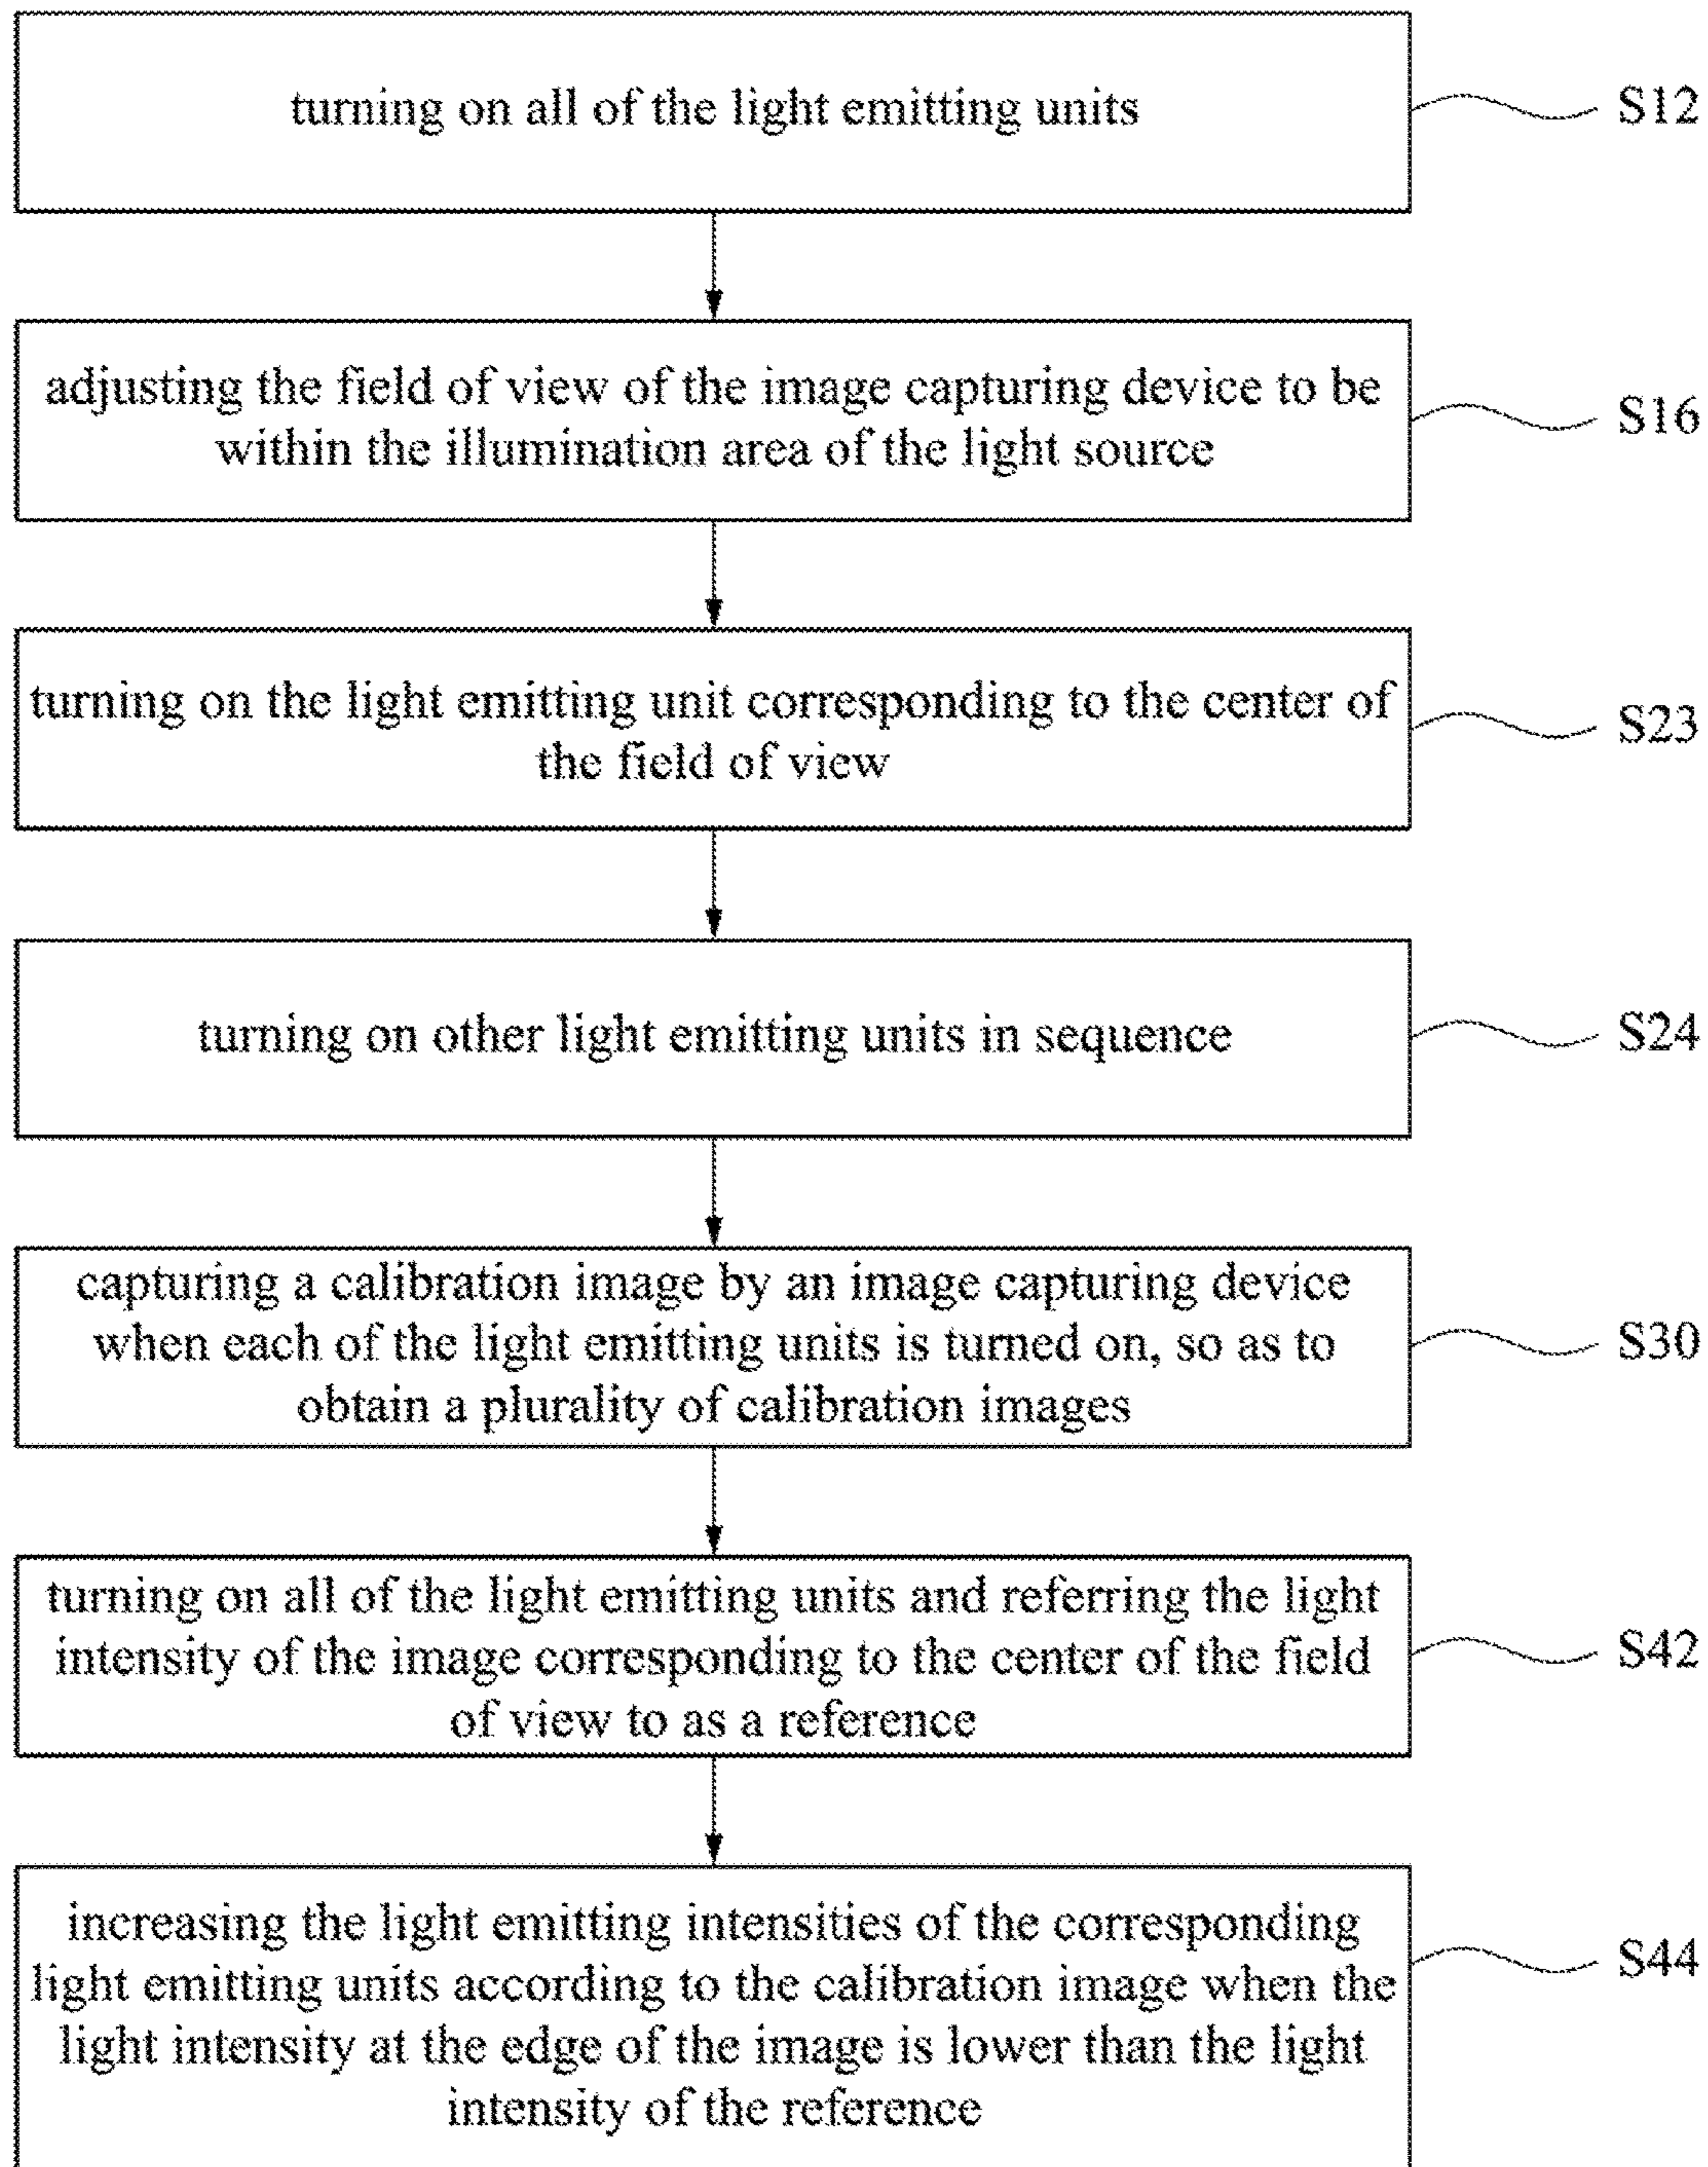 turning on all of the light emitting units
S12
adjusting the field of view of the image capturing device to be
within the illumination area of the light source
S16
turning on the light emitting unit corresponding to the center of
the field of view
S23
turning on other light emitting units in sequence
S24
capturing a calibration image by an image capturing device
when each of the light emitting units is turned on, so as to
obtain a plurality of calibration images
S30
turning on all of the light emitting units and referring the light
intensity of the image corresponding to the center of the field
of view to as a reference
S42
increasing the light emitting intensities of the corresponding
light emitting units according to the calibration image when the
light intensity at the edge of the image is lower than the light
intensity of the reference
S44